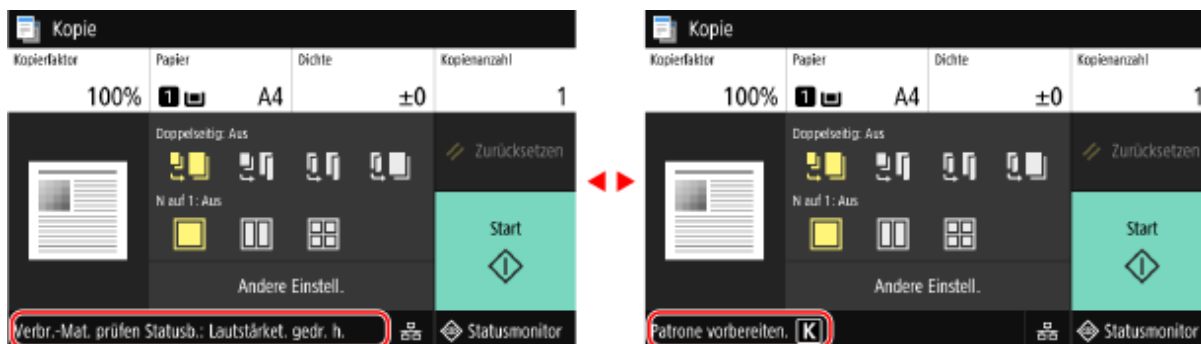 Kopie
Kopierfaktor Papier Dichte Kopienanzahl
100% 1 A4 ±0 1
Doppelseitig: Aus
Zurücksetzen
N auf 1: Aus
Start
Andere Einstell.
Verbr.-Mat. prüfen Statusb.: Lautstärket. gedr. h. Statusmonitor
Kopie
Kopierfaktor Papier Dichte Kopienanzahl
100% 1 A4 ±0 1
Doppelseitig: Aus
Zurücksetzen
N auf 1: Aus
Start
Andere Einstell.
Patrone vorbereiten. K Statusmonitor